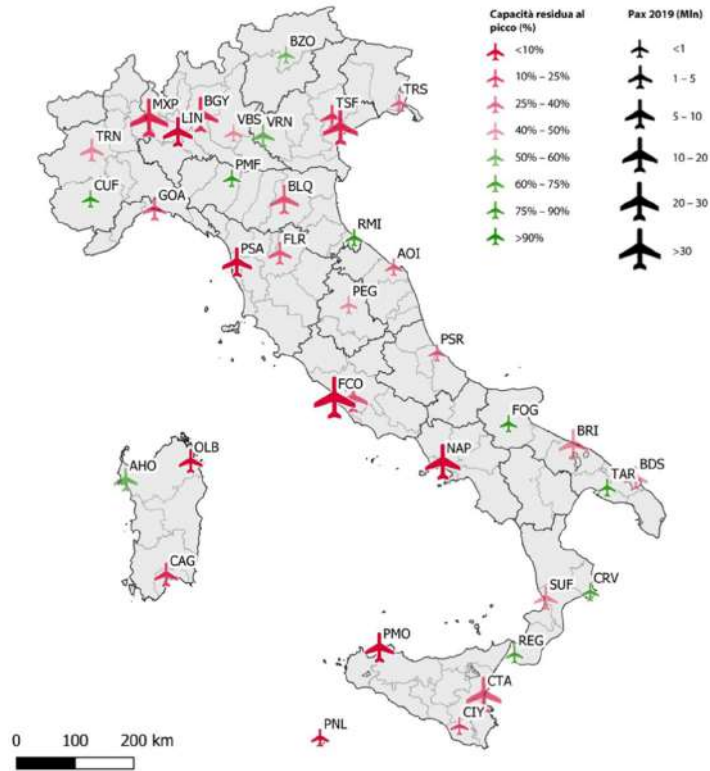 Capacità residua al
picco (%)
<10%
10% – 25%
25% – 40%
40% – 50%
50% – 60%
60% – 75%
75% – 90%
>90%
Pax 2019 (Mln)
<1
1 – 5
5 – 10
10 – 20
20 – 30
>30
BZO
TRS
MXP
BGY
TSF
LIN
VBS
VRN
TRN
PMF
CUF
GOA
BLQ
RMI
FLR
PSA
AOI
PEG
PSR
FCO
FOG
BRI
NAP
BDS
TAR
OLB
AHO
CAG
SUF
CRV
PMO
REG
CTA
CIY
PNL
0 100 200 km